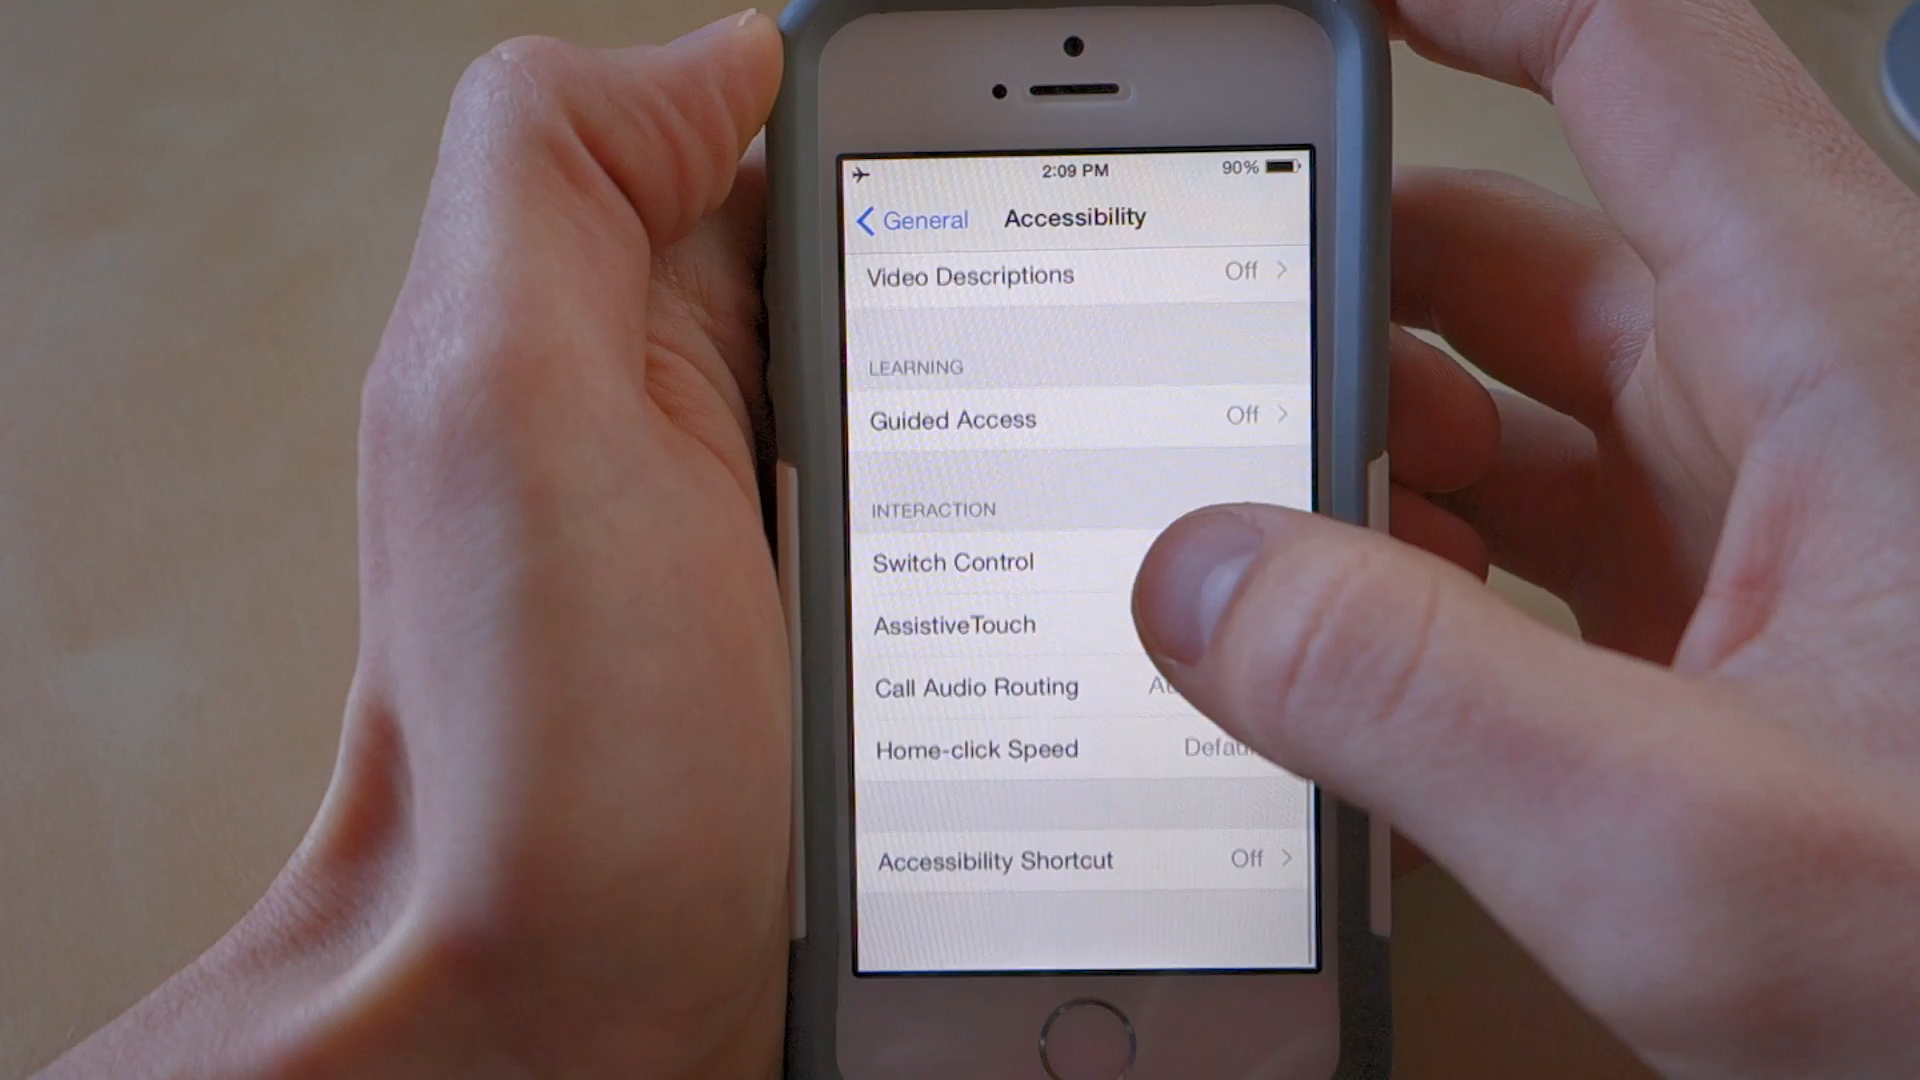 2:09 PM 90%
General Accessibility
Video Descriptions Off
LEARNING
Guided Access Off
INTERACTION
Switch Control
AssistiveTouch
Call Audio Routing
Home-click Speed
Accessibility Shortcut Off